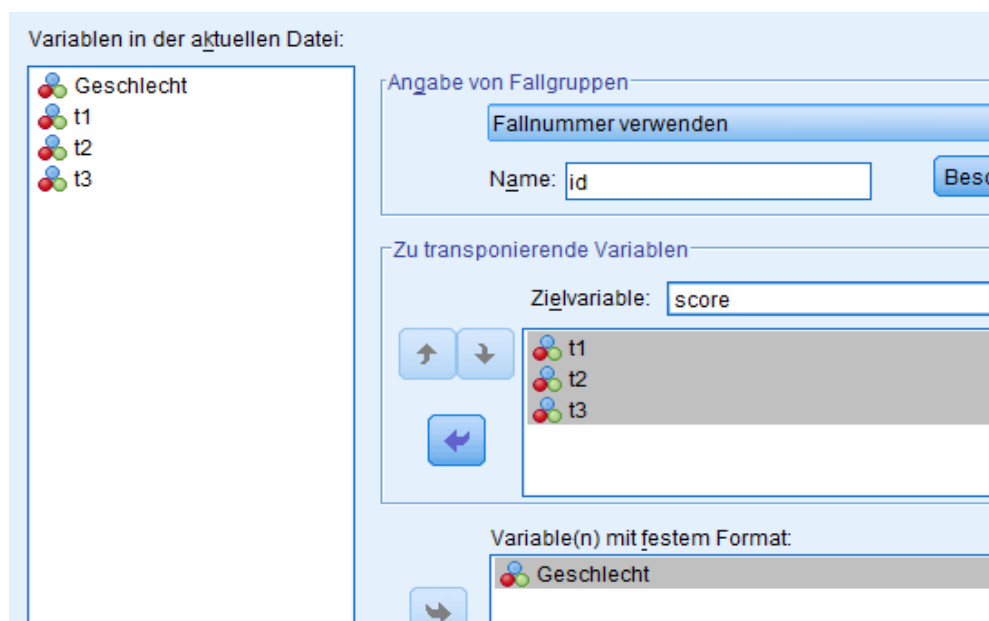 Variablen in der aktuellen Datei:
Geschlecht
t1
t2
t3
Angabe von Fallgruppen
Fallnummer verwenden
Name: id
Zu transponierende Variablen
Zielvariable: score
t1
t2
t3
Variable(n) mit festem Format:
Geschlecht